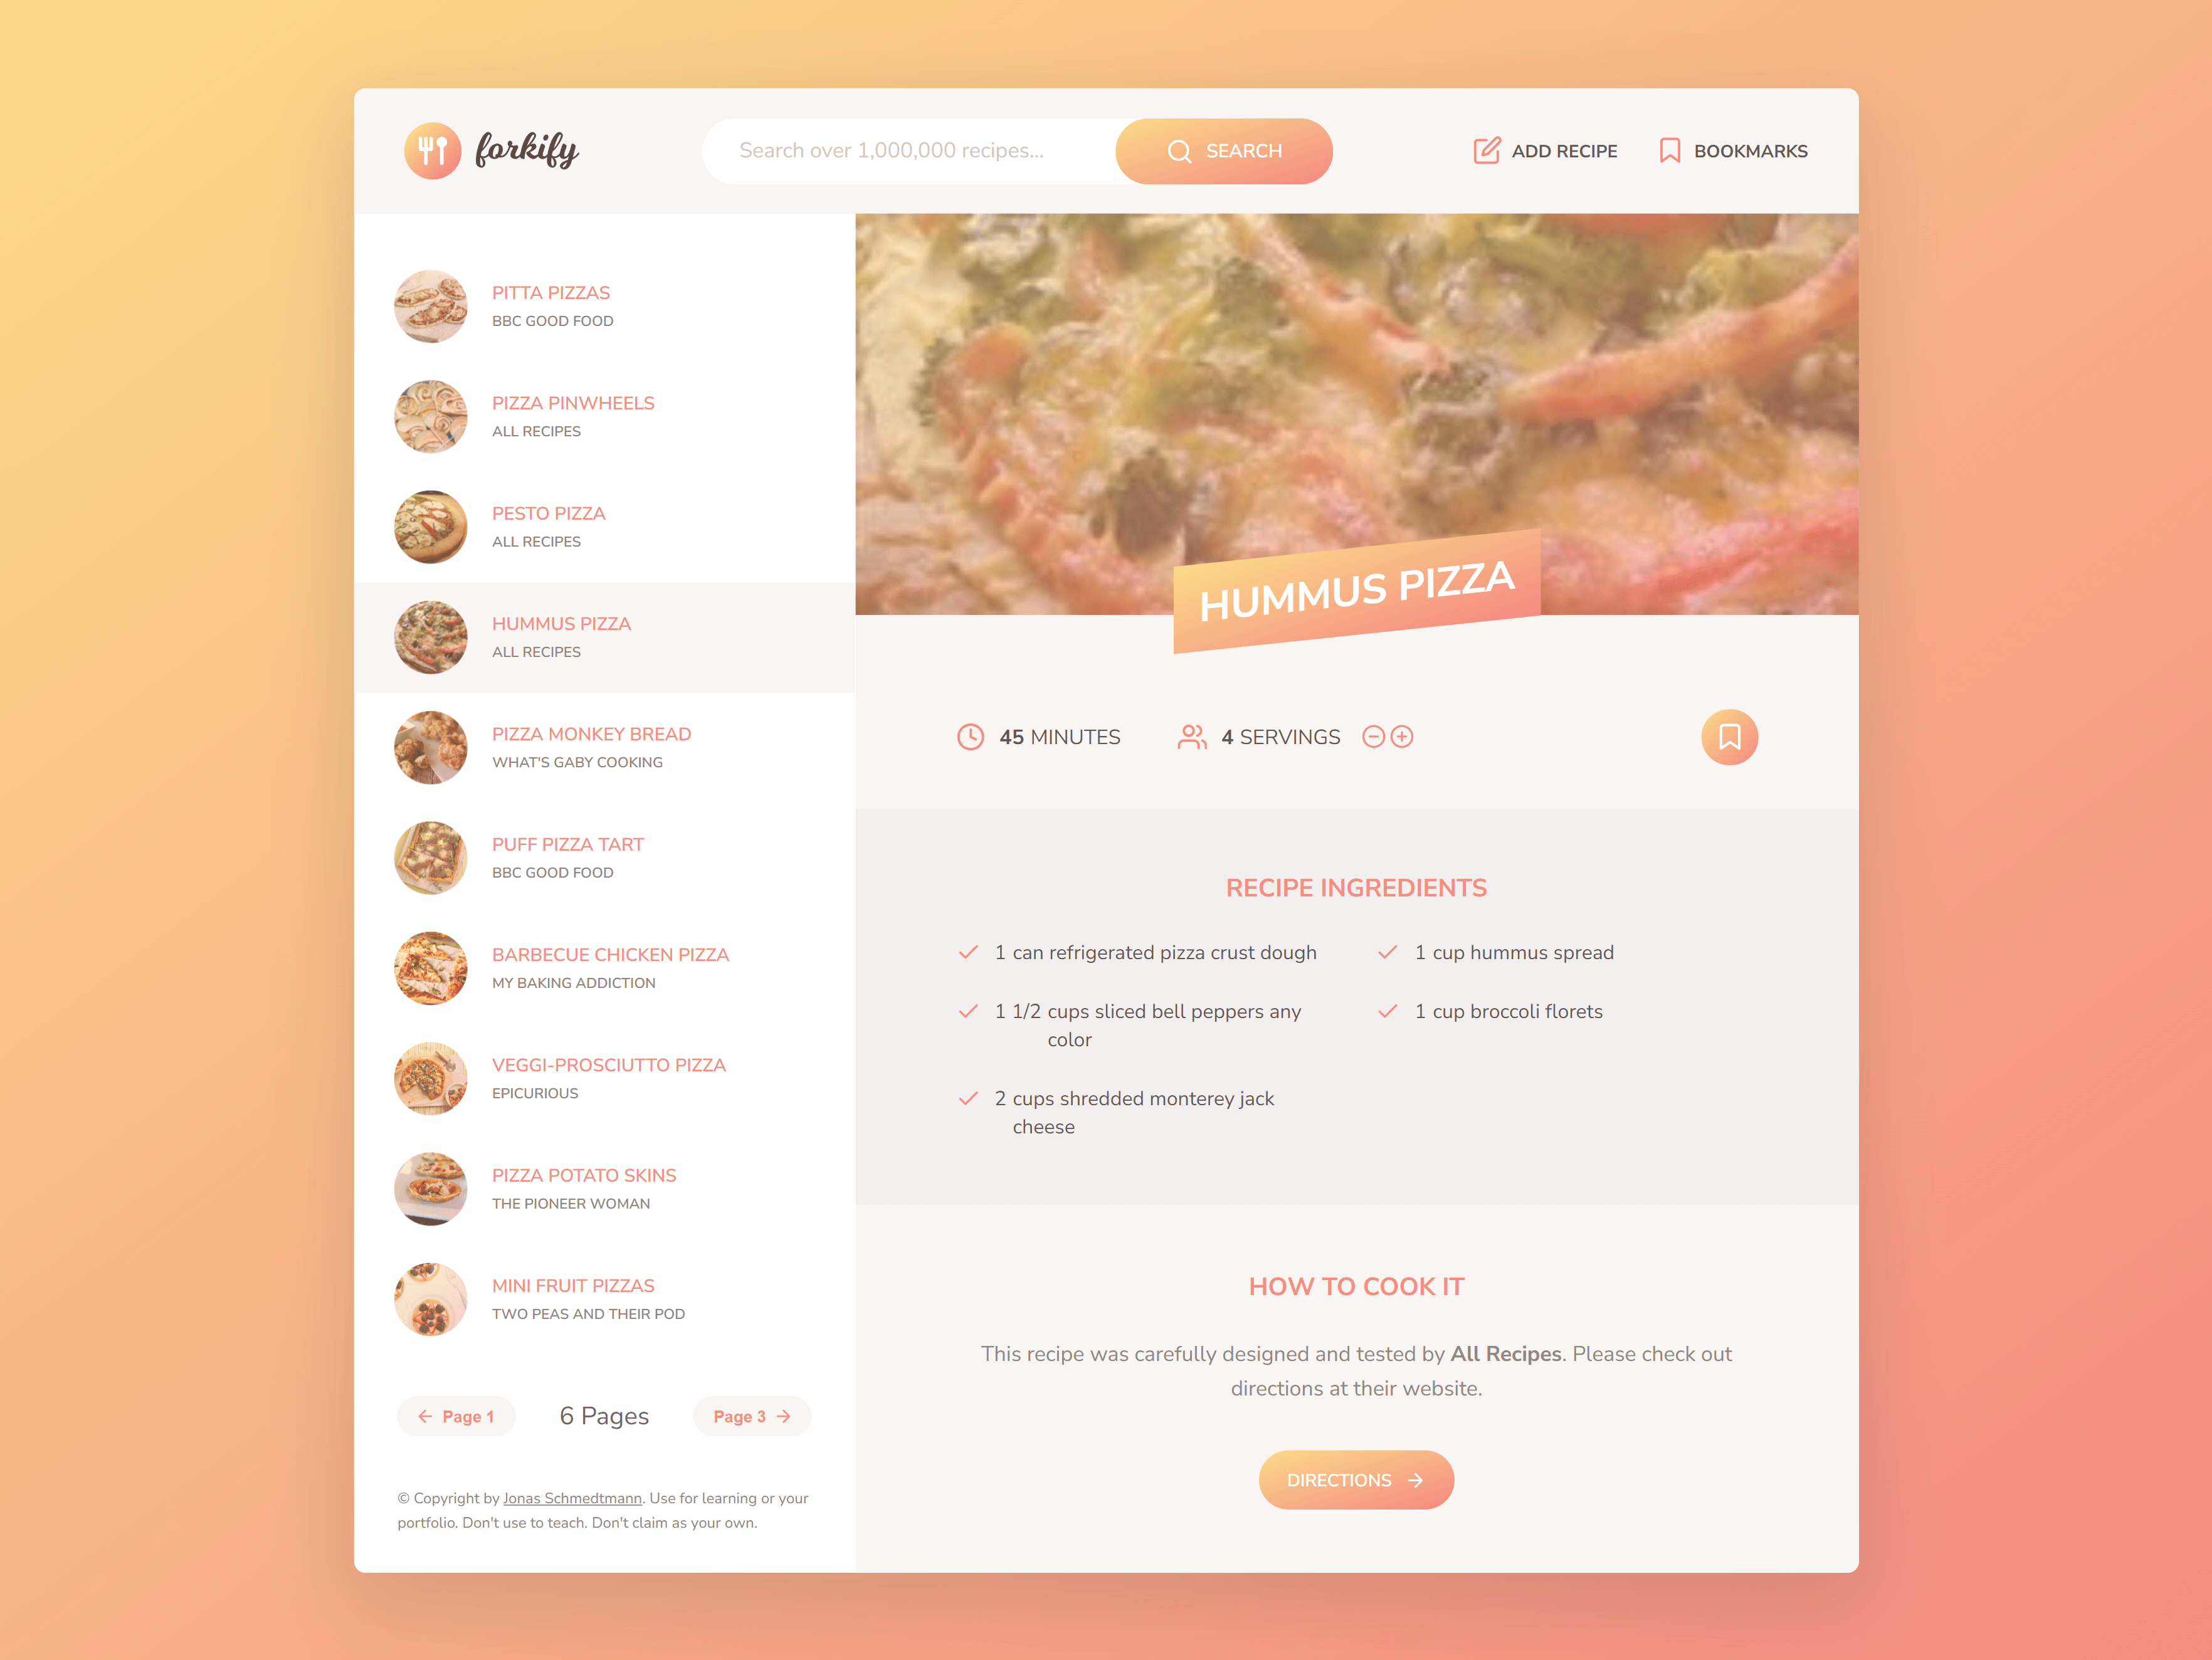 forkify
Search over 1,000,000 recipes...
SEARCH
ADD RECIPE
BOOKMARKS
PITTA PIZZAS
BBC GOOD FOOD
PIZZA PINWHEELS
ALL RECIPES
PESTO PIZZA
ALL RECIPES
HUMMUS PIZZA
ALL RECIPES
PIZZA MONKEY BREAD
WHAT'S GABY COOKING
PUFF PIZZA TART
BBC GOOD FOOD
BARBECUE CHICKEN PIZZA
MY BAKING ADDICTION
VEGGI-PROSCIUTTO PIZZA
EPICURIOUS
PIZZA POTATO SKINS
THE PIONEER WOMAN
MINI FRUIT PIZZAS
TWO PEAS AND THEIR POD
Page 1
6 Pages
Page 3
© Copyright by Jonas Schmedtmann. Use for learning or your
portfolio. Don't use to teach. Don't claim as your own.
HUMMUS PIZZA
45 MINUTES
4 SERVINGS
RECIPE INGREDIENTS
1 can refrigerated pizza crust dough
1 cup hummus spread
1 1/2 cups sliced bell peppers any
color
1 cup broccoli florets
2 cups shredded monterey jack
cheese
HOW TO COOK IT
This recipe was carefully designed and tested by All Recipes. Please check out
directions at their website.
DIRECTIONS